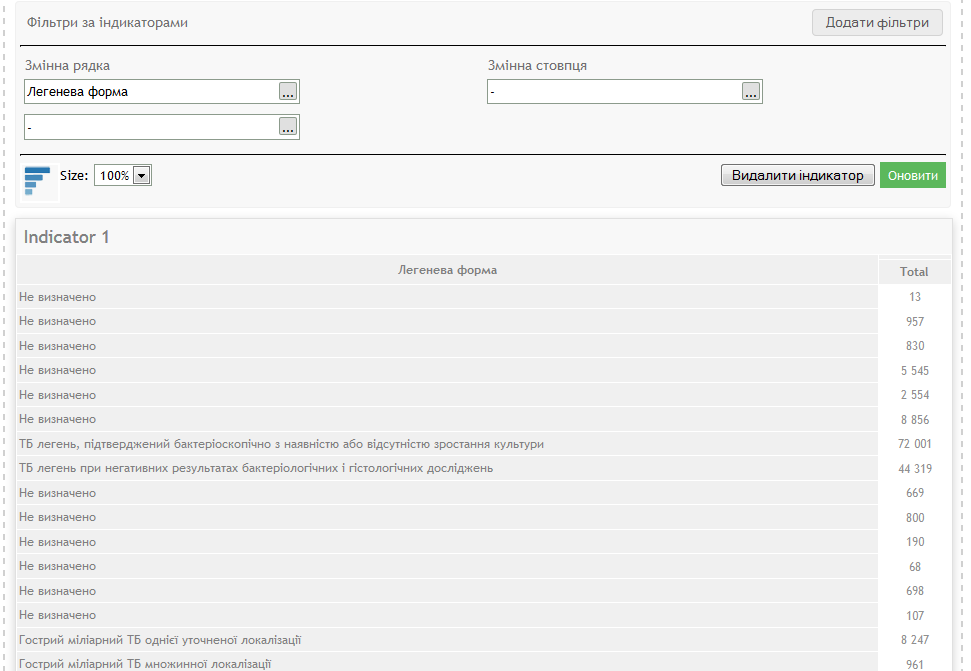 Фільтри за індикаторами
Додати фільтри
Змінна рядка
Змінна стовпця
Легенева форма
...
-
...
-
...
Size:
100%
Видалити індикатор
Оновити
Indicator 1
Легенева форма
Total
Не визначено 13
Не визначено 957
Не визначено 830
Не визначено 5 545
Не визначено 2 554
Не визначено 8 856
ТБ легень, підтверджений бактеріоскопічно з наявністю або відсутністю зростання культури 72 001
ТБ легень при негативних результатах бактеріологічних і гістологічних досліджень 44 319
Не визначено 669
Не визначено 800
Не визначено 190
Не визначено 68
Не визначено 698
Не визначено 107
Гострий міліарний ТБ однієї уточненої локалізації 8 247
Гострий міліарний ТБ множинної локалізації 961